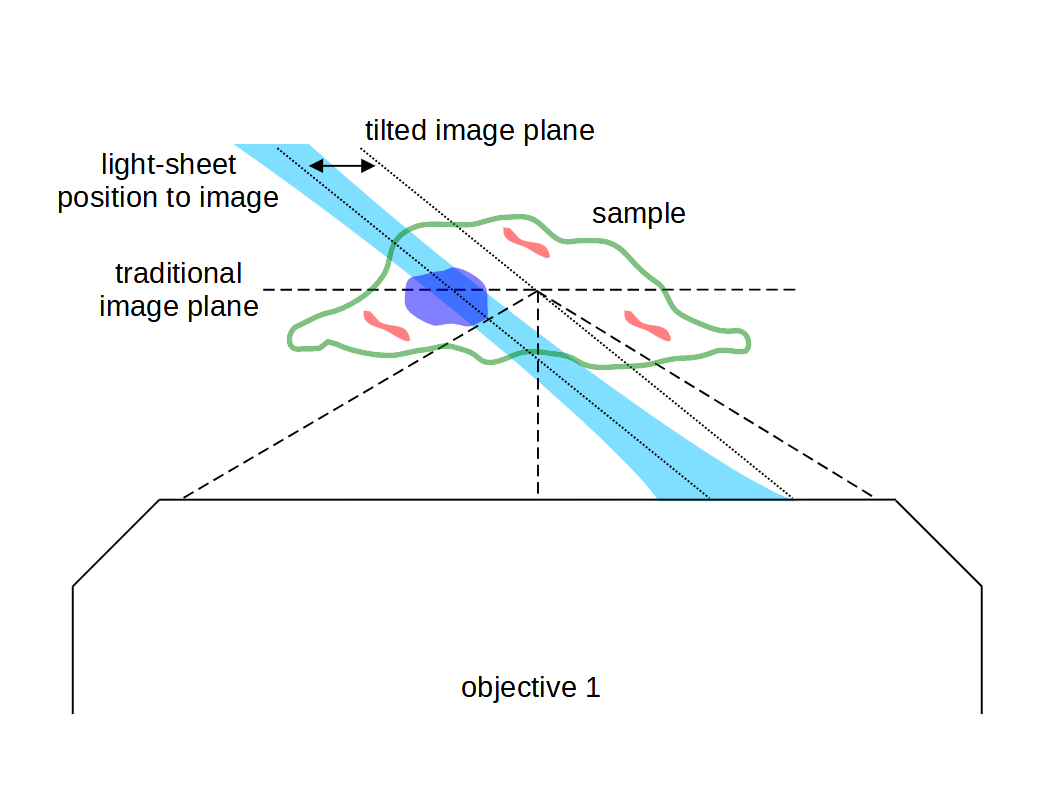 tilted image plane
light-sheet
position to image
sample
traditional
image plane
objective 1